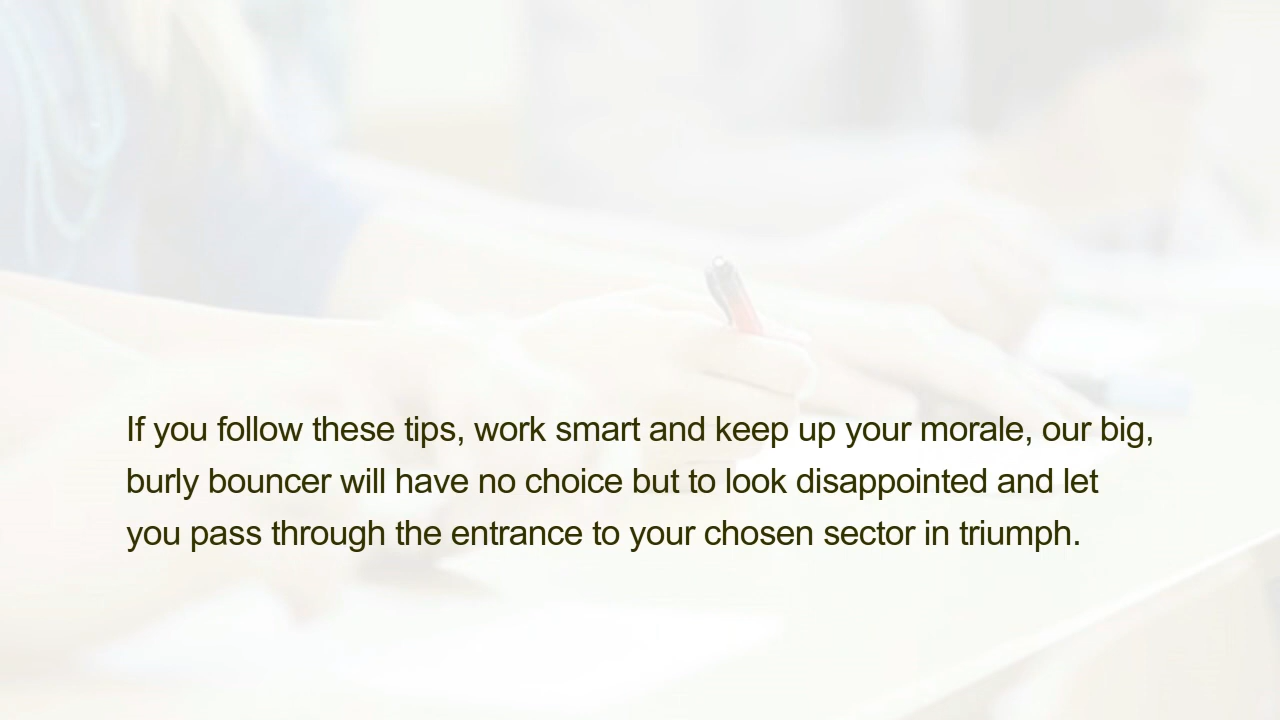 If you follow these tips, work smart and keep up your morale, our big,
burly bouncer will have no choice but to look disappointed and let
you pass through the entrance to your chosen sector in triumph.